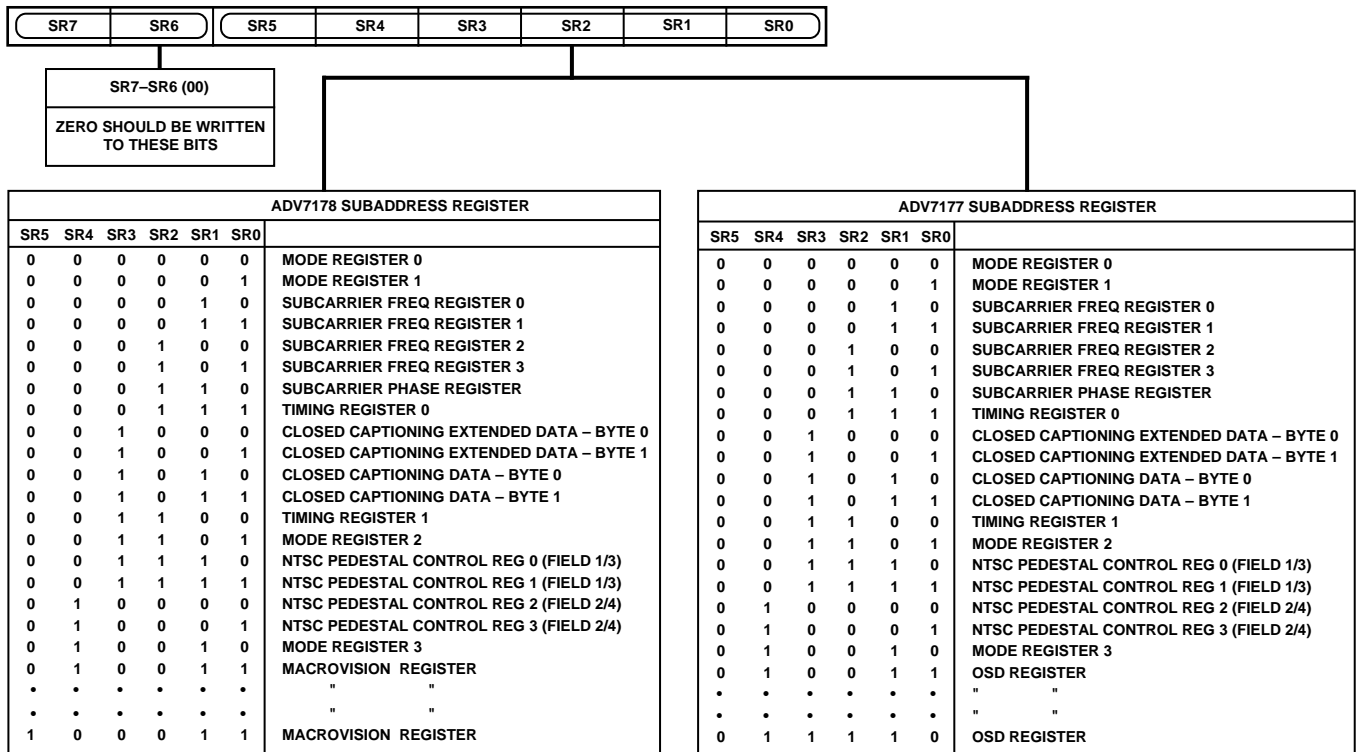 SR7 SR6 SR5 SR4 SR3 SR2 SR1 SR0
SR7–SR6 (00)
ZERO SHOULD BE WRITTEN
TO THESE BITS
ADV7178 SUBADDRESS REGISTER
SR5 SR4 SR3 SR2 SR1 SR0
0 0 0 0 0 0 MODE REGISTER 0
0 0 0 0 0 1 MODE REGISTER 1
0 0 0 0 1 0 SUBCARRIER FREQ REGISTER 0
0 0 0 0 1 1 SUBCARRIER FREQ REGISTER 1
0 0 0 1 0 0 SUBCARRIER FREQ REGISTER 2
0 0 0 1 0 1 SUBCARRIER FREQ REGISTER 3
0 0 0 1 1 0 SUBCARRIER PHASE REGISTER
0 0 0 1 1 1 TIMING REGISTER 0
0 0 1 0 0 0 CLOSED CAPTIONING EXTENDED DATA – BYTE 0
0 0 1 0 0 1 CLOSED CAPTIONING EXTENDED DATA – BYTE 1
0 0 1 0 1 0 CLOSED CAPTIONING DATA – BYTE 0
0 0 1 0 1 1 CLOSED CAPTIONING DATA – BYTE 1
0 0 1 1 0 0 TIMING REGISTER 1
0 0 1 1 0 1 MODE REGISTER 2
0 0 1 1 1 0 NTSC PEDESTAL CONTROL REG 0 (FIELD 1/3)
0 0 1 1 1 1 NTSC PEDESTAL CONTROL REG 1 (FIELD 1/3)
0 1 0 0 0 0 NTSC PEDESTAL CONTROL REG 2 (FIELD 2/4)
0 1 0 0 0 1 NTSC PEDESTAL CONTROL REG 3 (FIELD 2/4)
0 1 0 0 1 0 MODE REGISTER 3
0 1 0 0 1 1 MACROVISION REGISTER
• • • • • • " "
• • • • • • " "
1 0 0 0 1 1 MACROVISION REGISTER
ADV7177 SUBADDRESS REGISTER
SR5 SR4 SR3 SR2 SR1 SR0
0 0 0 0 0 0 MODE REGISTER 0
0 0 0 0 0 1 MODE REGISTER 1
0 0 0 0 1 0 SUBCARRIER FREQ REGISTER 0
0 0 0 0 1 1 SUBCARRIER FREQ REGISTER 1
0 0 0 1 0 0 SUBCARRIER FREQ REGISTER 2
0 0 0 1 0 1 SUBCARRIER FREQ REGISTER 3
0 0 0 1 1 0 SUBCARRIER PHASE REGISTER
0 0 0 1 1 1 TIMING REGISTER 0
0 0 1 0 0 0 CLOSED CAPTIONING EXTENDED DATA – BYTE 0
0 0 1 0 0 1 CLOSED CAPTIONING EXTENDED DATA – BYTE 1
0 0 1 0 1 0 CLOSED CAPTIONING DATA – BYTE 0
0 0 1 0 1 1 CLOSED CAPTIONING DATA – BYTE 1
0 0 1 1 0 0 TIMING REGISTER 1
0 0 1 1 0 1 MODE REGISTER 2
0 0 1 1 1 0 NTSC PEDESTAL CONTROL REG 0 (FIELD 1/3)
0 0 1 1 1 1 NTSC PEDESTAL CONTROL REG 1 (FIELD 1/3)
0 1 0 0 0 0 NTSC PEDESTAL CONTROL REG 2 (FIELD 2/4)
0 1 0 0 0 1 NTSC PEDESTAL CONTROL REG 3 (FIELD 2/4)
0 1 0 0 1 0 MODE REGISTER 3
0 1 0 0 1 1 OSD REGISTER
• • • • • • " "
• • • • • • " "
0 1 1 1 1 0 OSD REGISTER